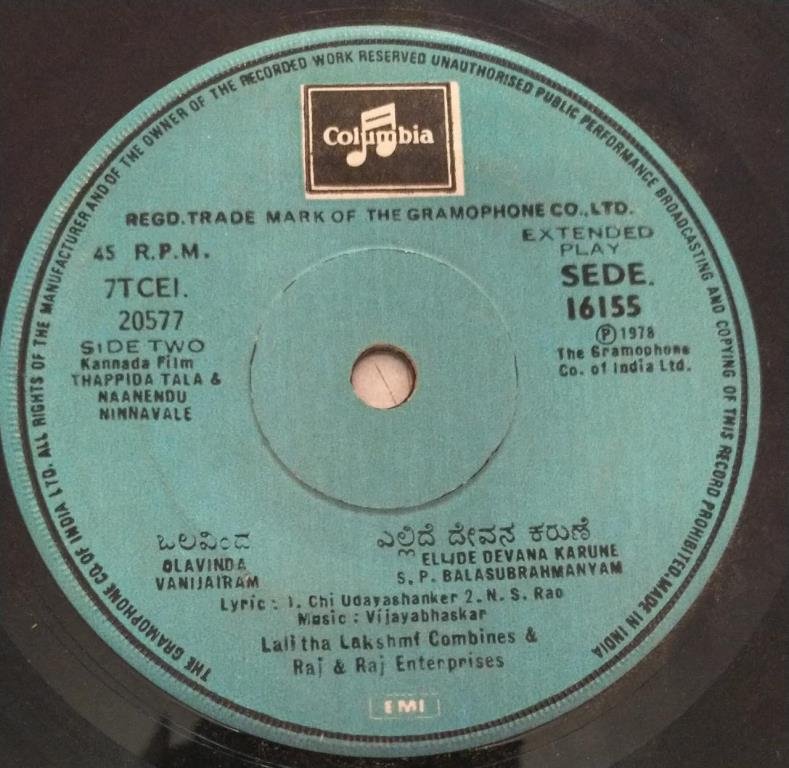 THE GRAMOPHONE CO. OF INDIA LTD. ALL RIGHTS OF THE MANUFACTURER AND OF THE OWNER OF THE RECORDED WORK RESERVED UNAUTHORISED PUBLIC PERFORMANCE BROADCASTING AND COPYING OF THIS RECORD PROHIBITED-MADE IN INDIA
Columbia
REGD. TRADE MARK OF THE GRAMOPHONE CO., LTD.
45 R.P.M.
7TCEI.
20577
SIDE TWO
Kannada Film
THAPPIDA TALA &
NAANENDU
NINNAVALE
EXTENDED
PLAY
SEDE.
16155
Ⓟ 1978
The Gramophone
Co. of India Ltd.
ಒಲವಿಂದ
OLAVINDA
VANIJAIRAM
ಎಲ್ಲಿದೆ ದೇವನ ಕರುಣೆ
ELLIDE DEVANA KARUNE
S. P. BALASUBRAHMANYAM
Lyric : 1. Chi Udayashanker 2. N. S. Rao
Music : Vijayabhaskar
Lalitha Lakshmi Combines &
Raj & Raj Enterprises
EMI